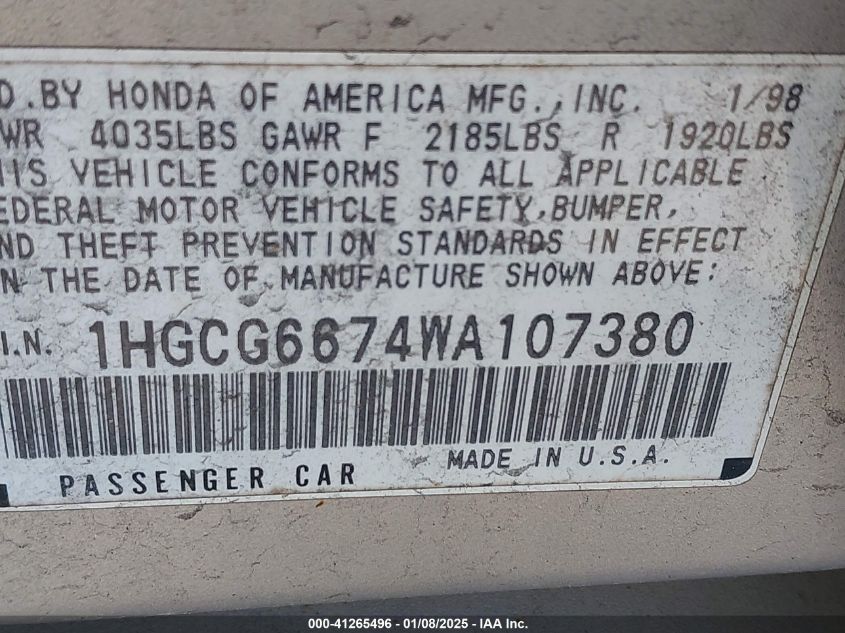 D. BY HONDA OF AMERICA MFG., INC. 1/98
WR 4035LBS GAWR F 2185LBS R 1920LBS
IS VEHICLE CONFORMS TO ALL APPLICABLE
EDERAL MOTOR VEHICLE SAFETY, BUMPER,
ND THEFT PREVENTION STANDARDS IN EFFECT
N THE DATE OF MANUFACTURE SHOWN ABOVE:
I.N. 1HGCG6674WA107380
PASSENGER CAR MADE IN U.S.A.
000-41265496 - 01/08/2025 - IAA Inc.